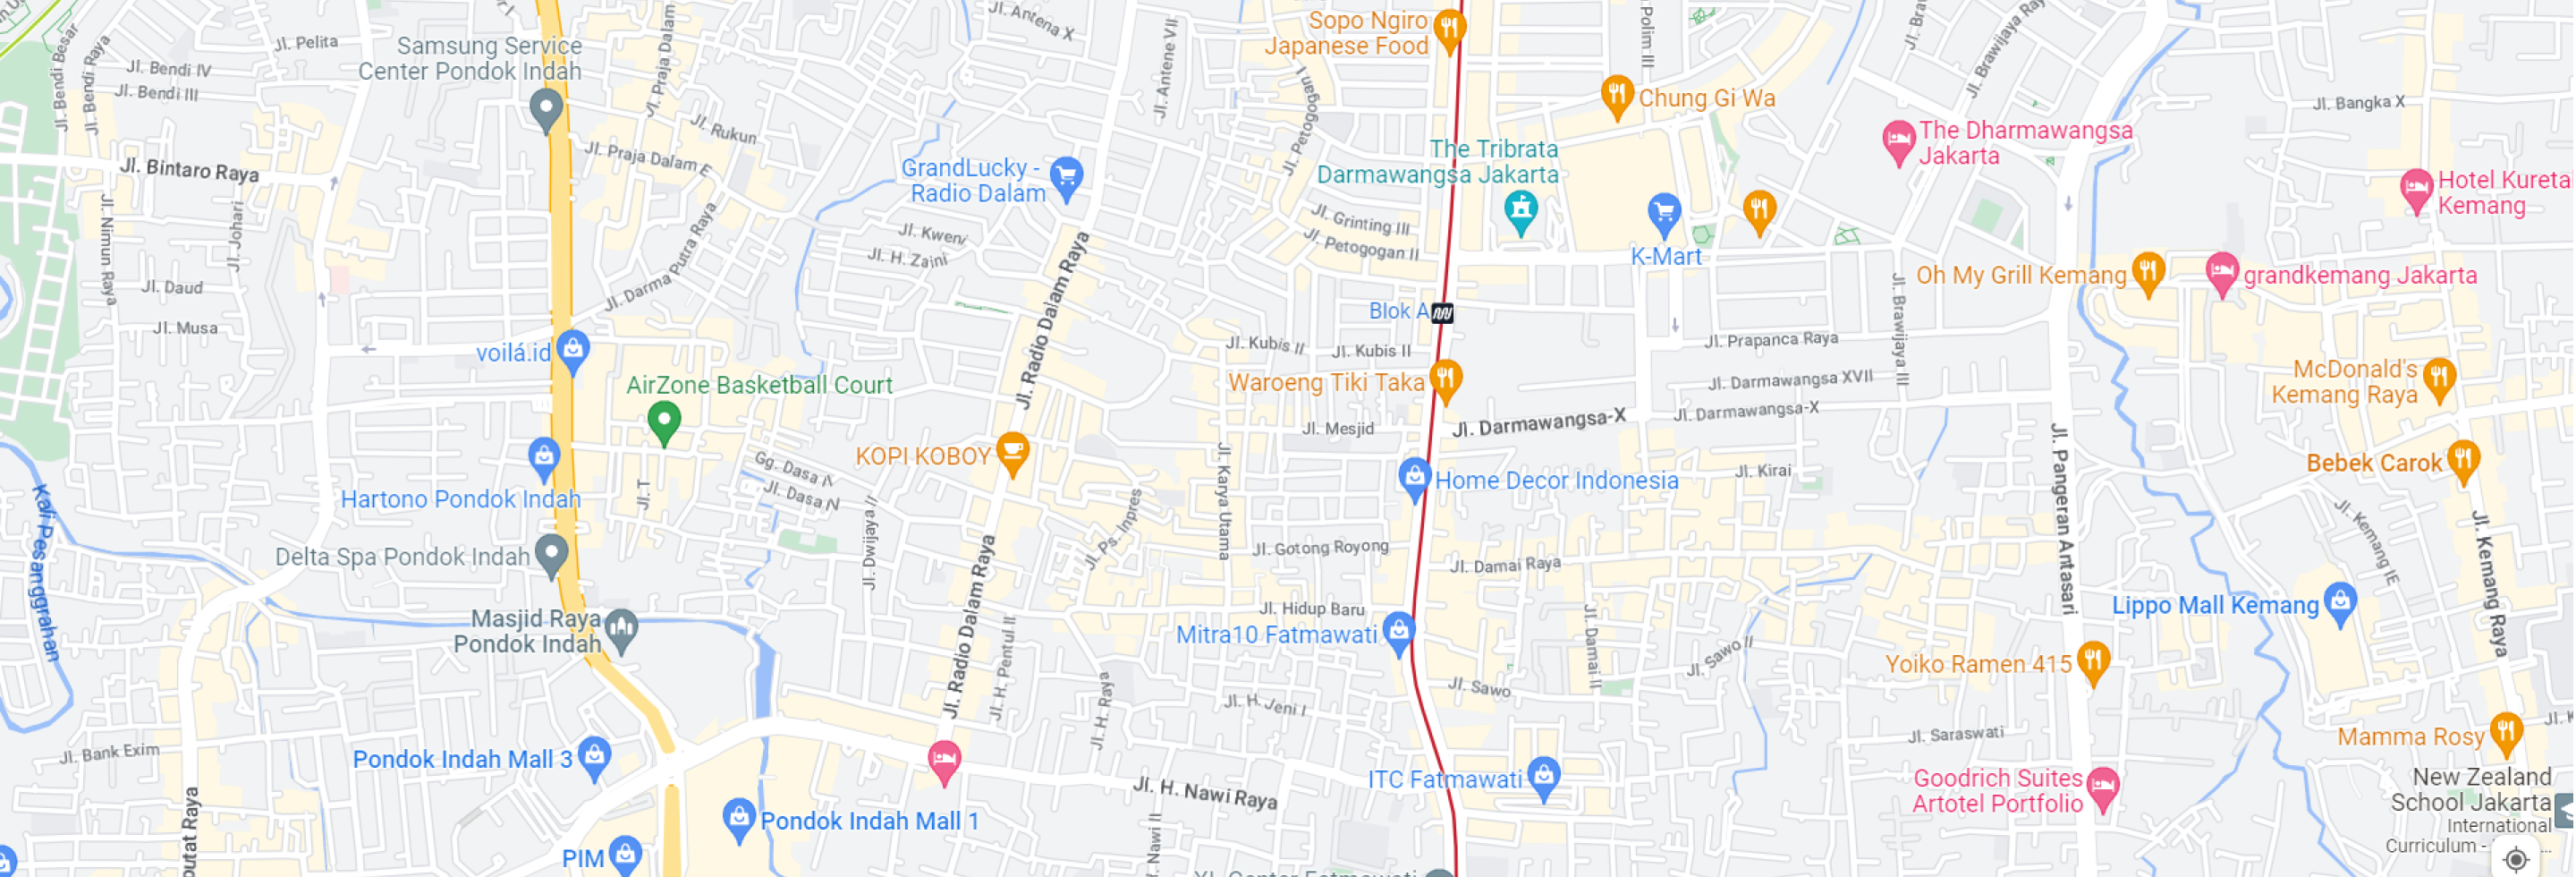 Jl. Antena X
Sopo Ngiro
Japanese Food
Jl. Bendi Besar
Jl. Bendi Raya
Jl. Pelita
Samsung Service
Center Pondok Indah
Jl. Praja Dalam
Jl. Antene VII
Polim III
Jl. Brawijaya Ray
Jl. Bendi IV
Jl. Bendi III
Chung Gi Wa
Jl. Bangka X
Jl. Rukun
Jl. Petogogan I
The Tribrata
Darmawangsa Jakarta
The Dharmawangsa
Jakarta
Jl. Bintaro Raya
Jl. Praja Dalam E
GrandLucky -
Radio Dalam
Hotel Kureta
Kemang
Jl. Nimun Raya
Jl. Johari
Jl. Grinting III
Jl. Petogogan II
Jl. Kweni
Jl. H. Zaini
K-Mart
Jl. Darma Putra Raya
Jl. Daud
Jl. Musa
Jl. Radio Dalam Raya
Oh My Grill Kemang
grandkemang Jakarta
Blok A
Jl. Brawijaya III
voilá.id
Jl. Kubis II
Jl. Kubis II
Jl. Prapanca Raya
AirZone Basketball Court
Waroeng Tiki Taka
Jl. Darmawangsa XVII
McDonald's
Kemang Raya
Jl. Darmawangsa-X
Jl. Darmawangsa-X
Jl. Mesjid
KOPI KOBOY
Gg. Dasa N
Jl. Dasa N
Jl. Karya Utama
Jl. Kirai
Bebek Carok
Jl. Pangeran Antasari
Home Decor Indonesia
Hartono Pondok Indah
Jl. T
Kali Pesanggrahan
Jl. Dwijaya II
Jl. Ps. Inpres
Jl. Kemang IE
Jl. Kemang Raya
Delta Spa Pondok Indah
Jl. Gotong Royong
Jl. Damai Raya
Jl. Radio Dalam Raya
Masjid Raya
Pondok Indah
Jl. Hidup Baru
Mitra10 Fatmawati
Jl. Damai II
Lippo Mall Kemang
Jl. H. Pentul II
Jl. H. Raya
Jl. Sawo II
Yoiko Ramen 415
Jl. Sawo
Jl. H. Jeni I
Jl. Bank Exim
Jl. Saraswati
Mamma Rosy
Pondok Indah Mall 3
ITC Fatmawati
Goodrich Suites
Artotel Portfolio
New Zealand
School Jakarta
International
Curriculum - ...
Jl. H. Nawi Raya
Pondok Indah Mall 1
putat Raya
PIM
. Nawi II
XL Center Fatmawati